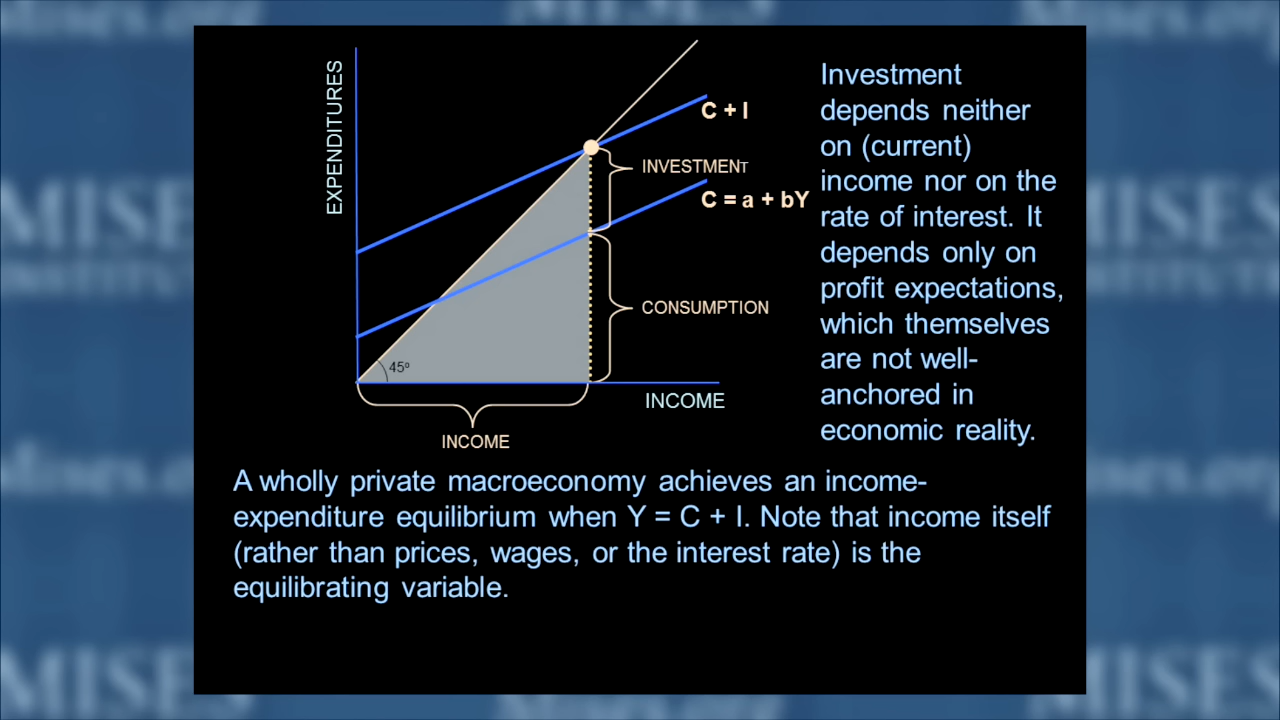 EXPENDITURES
C + I
INVESTMENT
C = a + bY
CONSUMPTION
45º
INCOME
INCOME
Investment
depends neither
on (current)
income nor on the
rate of interest. It
depends only on
profit expectations,
which themselves
are not well-
anchored in
economic reality.
A wholly private macroeconomy achieves an income-
expenditure equilibrium when Y = C + I. Note that income itself
(rather than prices, wages, or the interest rate) is the
equilibrating variable.